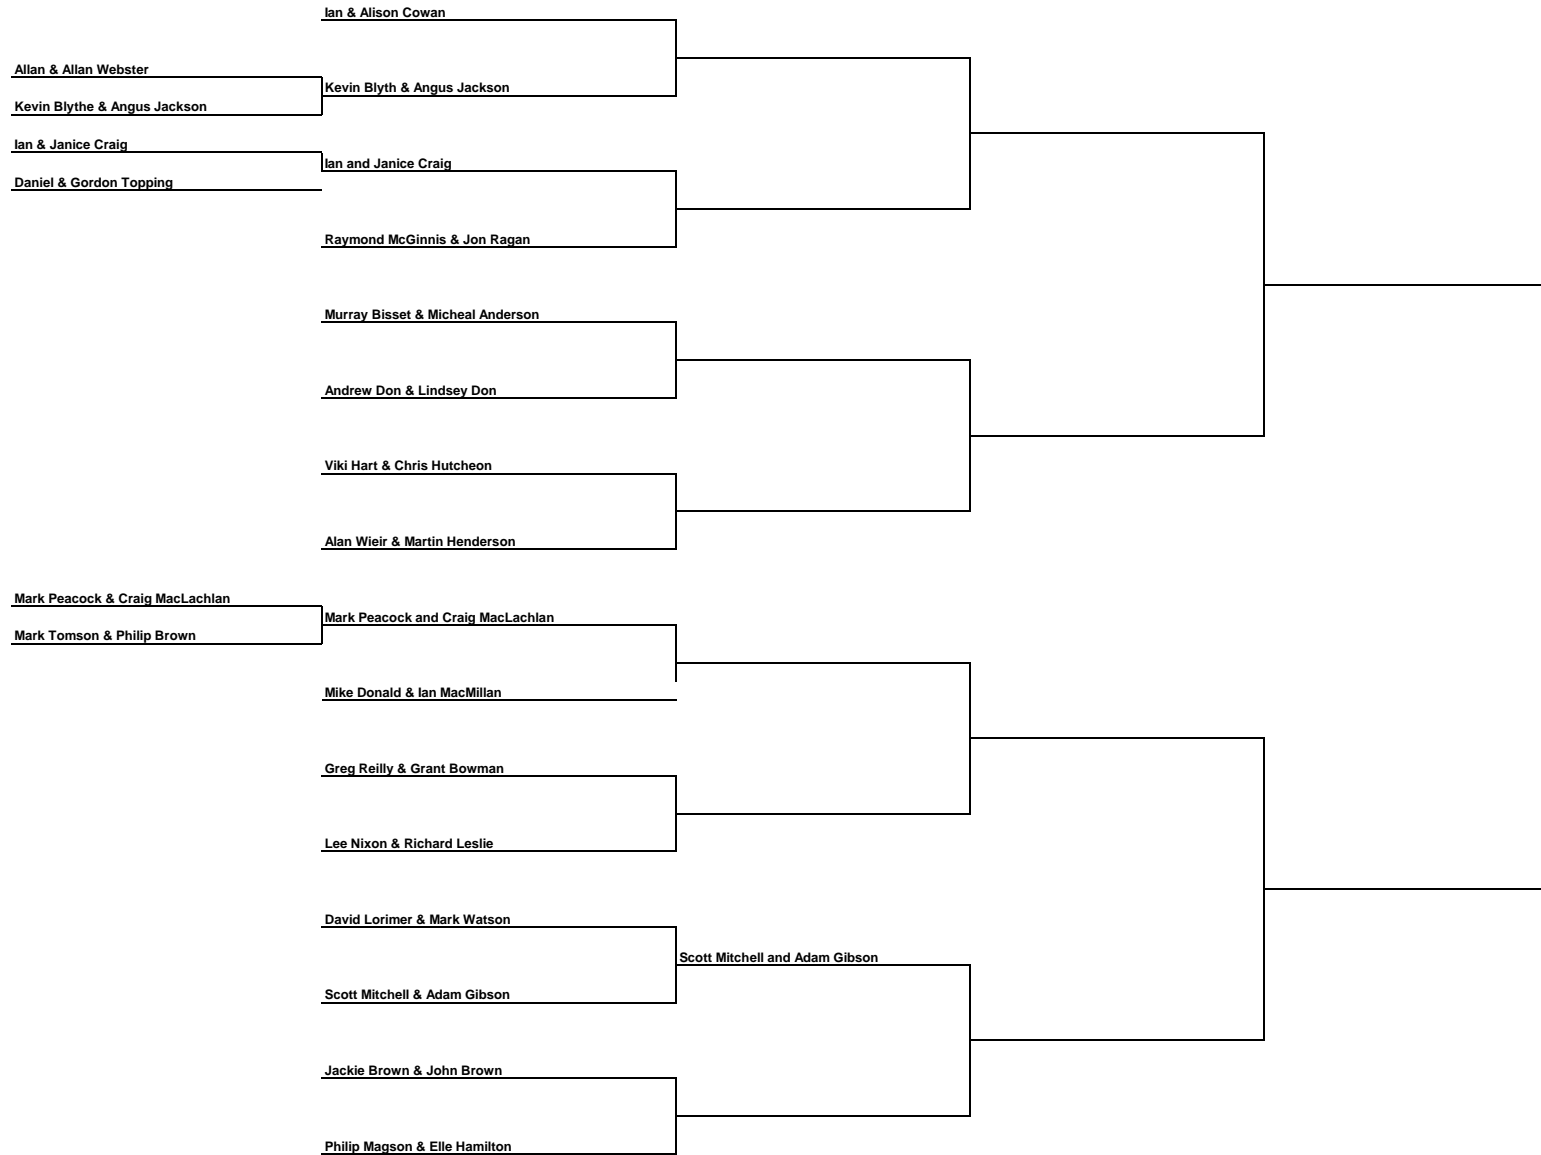 Ian & Alison Cowan
Allan & Allan Webster
Kevin Blyth & Angus Jackson
Kevin Blythe & Angus Jackson
Ian & Janice Craig
Ian and Janice Craig
Daniel & Gordon Topping
Raymond McGinnis & Jon Ragan
Murray Bisset & Micheal Anderson
Andrew Don & Lindsey Don
Viki Hart & Chris Hutcheon
Alan Wieir & Martin Henderson
Mark Peacock & Craig MacLachlan
Mark Peacock and Craig MacLachlan
Mark Tomson & Philip Brown
Mike Donald & Ian MacMillan
Greg Reilly & Grant Bowman
Lee Nixon & Richard Leslie
David Lorimer & Mark Watson
Scott Mitchell and Adam Gibson
Scott Mitchell & Adam Gibson
Jackie Brown & John Brown
Philip Magson & Elle Hamilton